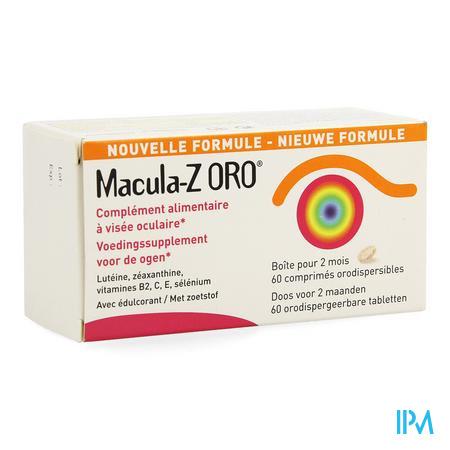 NOUVELLE FORMULE - NIEUWE FORMULE
Macula-Z ORO®
Complément alimentaire
à visée oculaire*
Voedingssupplement
voor de ogen*
Lutéine, zéaxanthine,
vitamines B2, C, E, sélénium
Avec édulcorant / Met zoetstof
Boîte pour 2 mois
60 comprimés orodispersibles
Doos voor 2 maanden
60 orodispergeerbare tabletten
Lot :
Exp. :
IPM